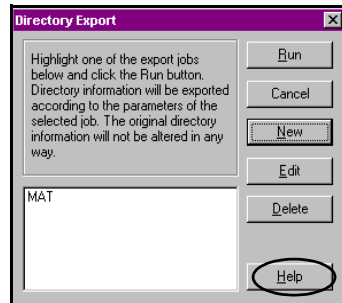 Directory Export
Highlight one of the export jobs
below and click the Run button.
Directory information will be exported
according to the parameters of the
selected job. The original directory
information will not be altered in any
way.
Run
Cancel
New
Edit
Delete
MAT
Help